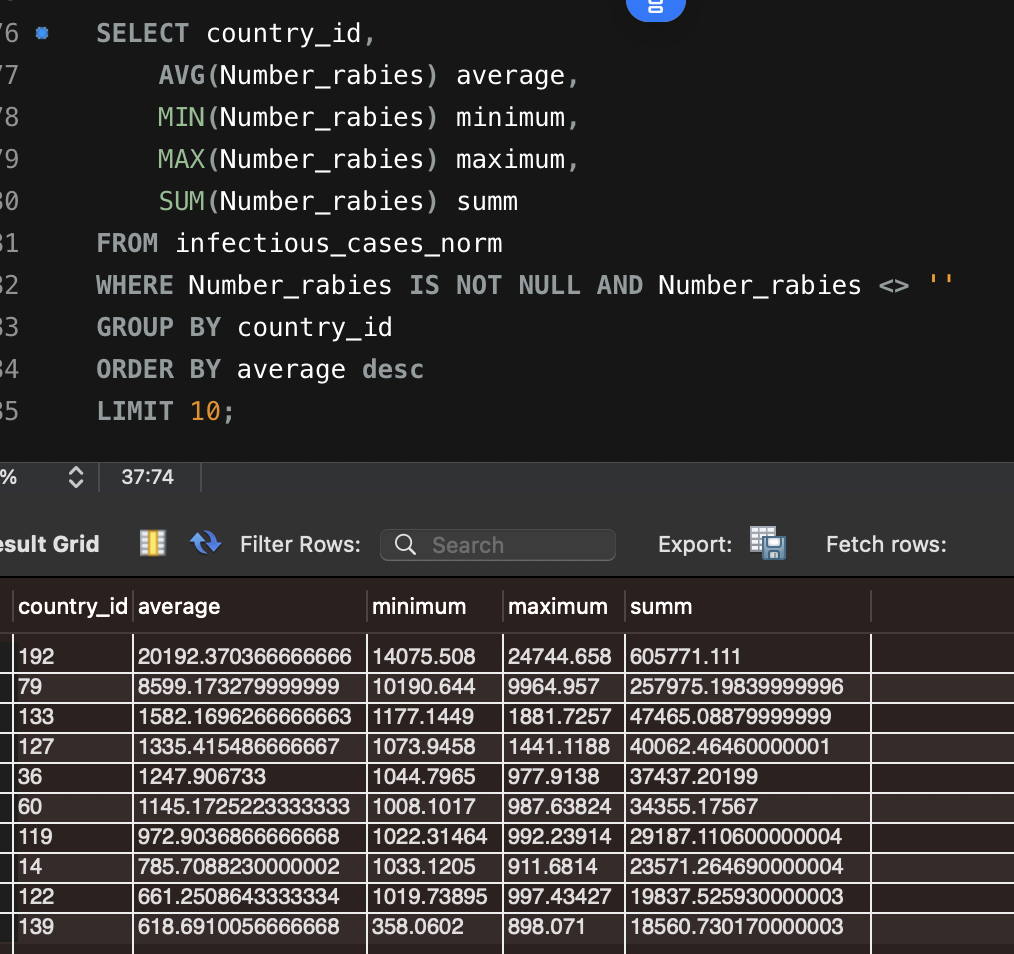 76 SELECT country_id,
77 AVG(Number_rabies) average,
78 MIN(Number_rabies) minimum,
79 MAX(Number_rabies) maximum,
80 SUM(Number_rabies) summ
81 FROM infectious_cases_norm
82 WHERE Number_rabies IS NOT NULL AND Number_rabies <> ''
83 GROUP BY country_id
84 ORDER BY average desc
85 LIMIT 10;
% 37:74
esult Grid Filter Rows: Search Export: Fetch rows:
country_id average minimum maximum summ
192 20192.370366666666 14075.508 24744.658 605771.111
79 8599.173279999999 10190.644 9964.957 257975.19839999996
133 1582.1696266666663 1177.1449 1881.7257 47465.08879999999
127 1335.415486666667 1073.9458 1441.1188 40062.46460000001
36 1247.906733 1044.7965 977.9138 37437.20199
60 1145.1725223333333 1008.1017 987.63824 34355.17567
119 972.9036866666668 1022.31464 992.23914 29187.110600000004
14 785.7088230000002 1033.1205 911.6814 23571.264690000004
122 661.2508643333334 1019.73895 997.43427 19837.525930000003
139 618.6910056666668 358.0602 898.071 18560.730170000003